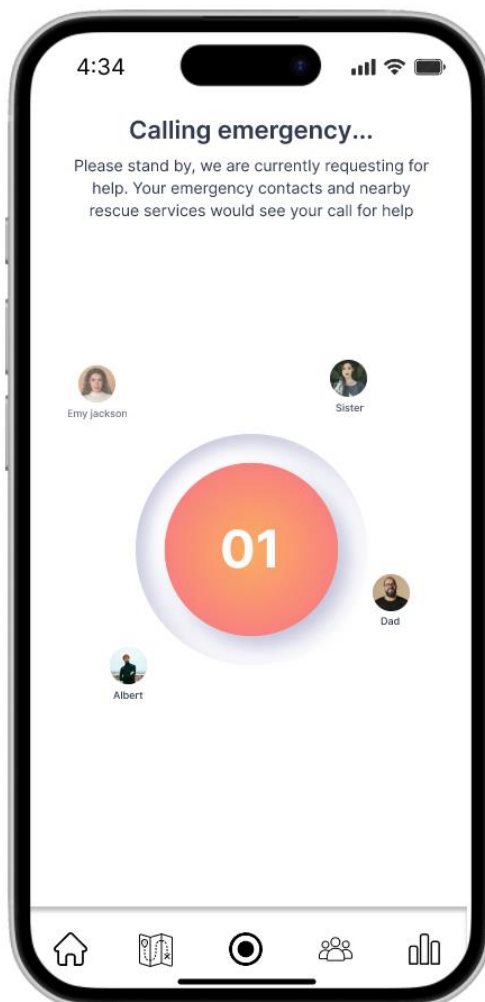 4:34
Calling emergency...
Please stand by, we are currently requesting for
help. Your emergency contacts and nearby
rescue services would see your call for help
Emy jackson
Sister
01
Dad
Albert